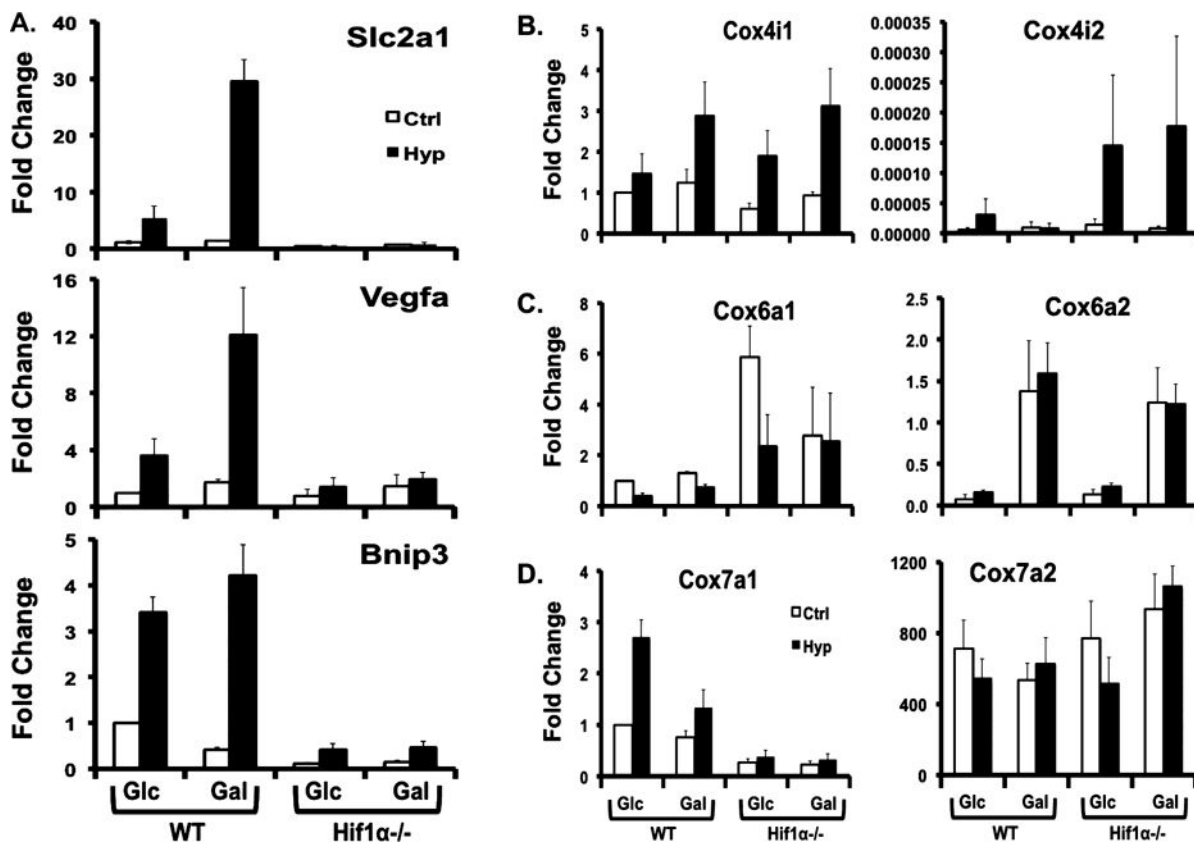 A.
Slc2a1
Fold Change
40
30
20
10
0
Ctrl
Hyp
Vegfa
Fold Change
16
12
8
4
0
Bnip3
Fold Change
5
4
3
2
1
0
Glc Gal Glc Gal
WT Hif1α-/-
B.
Cox4i1
Fold Change
5
4
3
2
1
0
Cox4i2
0.00035
0.00030
0.00025
0.00020
0.00015
0.00010
0.00005
0.00000
C.
Cox6a1
Fold Change
8
6
4
2
0
Cox6a2
2.5
2.0
1.5
1.0
0.5
0.0
D.
Cox7a1
Fold Change
4
3
2
1
0
Ctrl
Hyp
Glc Gal Glc Gal
WT Hif1α-/-
Cox7a2
1200
800
400
0
Glc Gal Glc Gal
WT Hif1α-/-